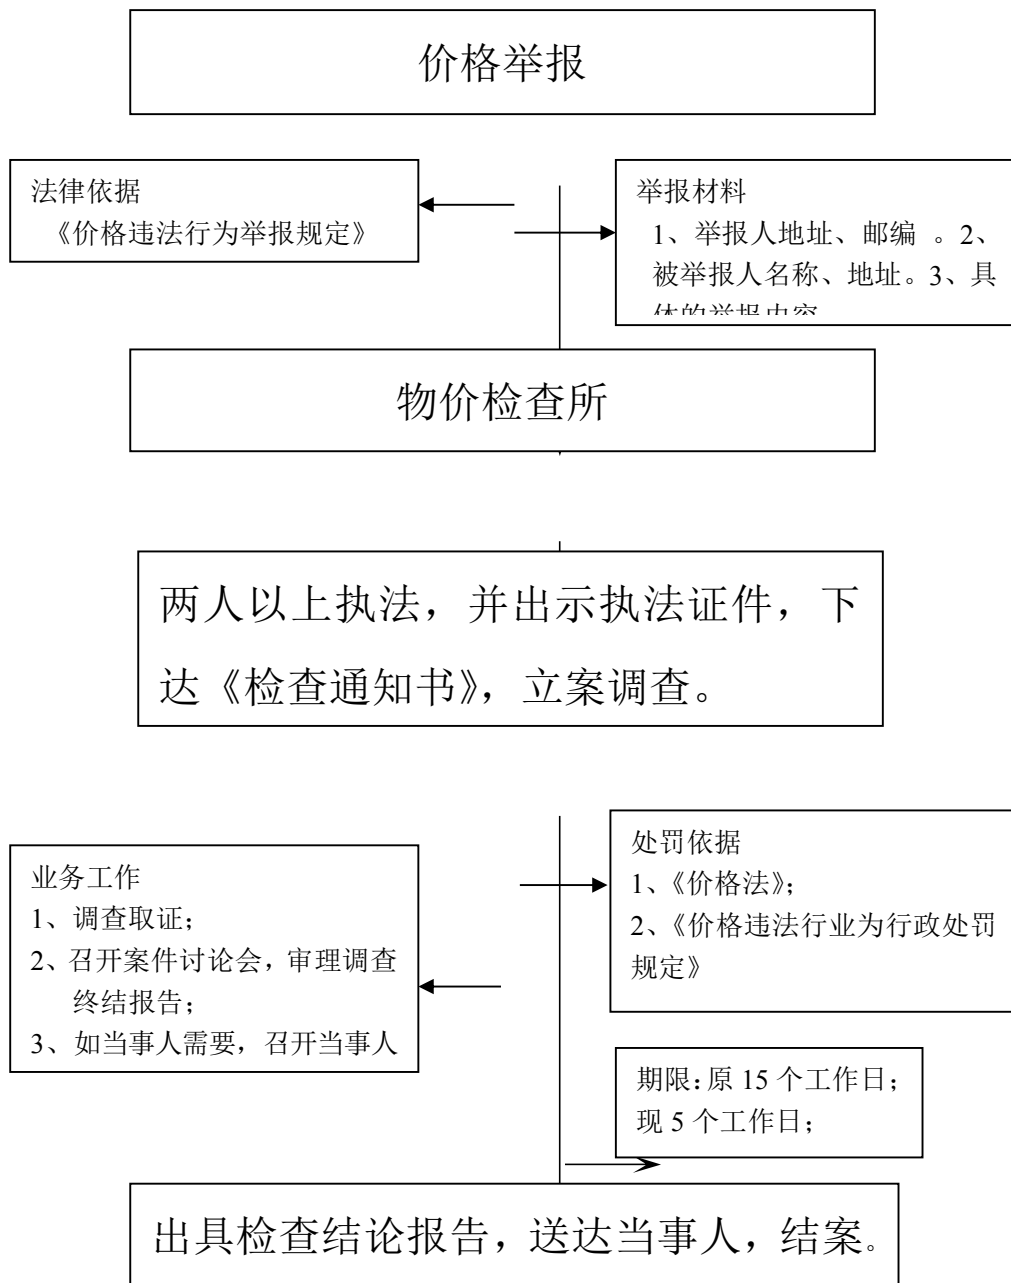 价格举报
法律依据
《价格违法行为举报规定》
举报材料
1、举报人地址、邮编 。2、
被举报人名称、地址。3、具
体的举报内容
物价检查所
两人以上执法，并出示执法证件，下
达《检查通知书》，立案调查。
业务工作
1、调查取证；
2、召开案件讨论会，审理调查
终结报告；
3、如当事人需要，召开当事人
处罚依据
1、《价格法》；
2、《价格违法行业为行政处罚
规定》
期限：原 15 个工作日；
现 5 个工作日；
出具检查结论报告，送达当事人，结案。